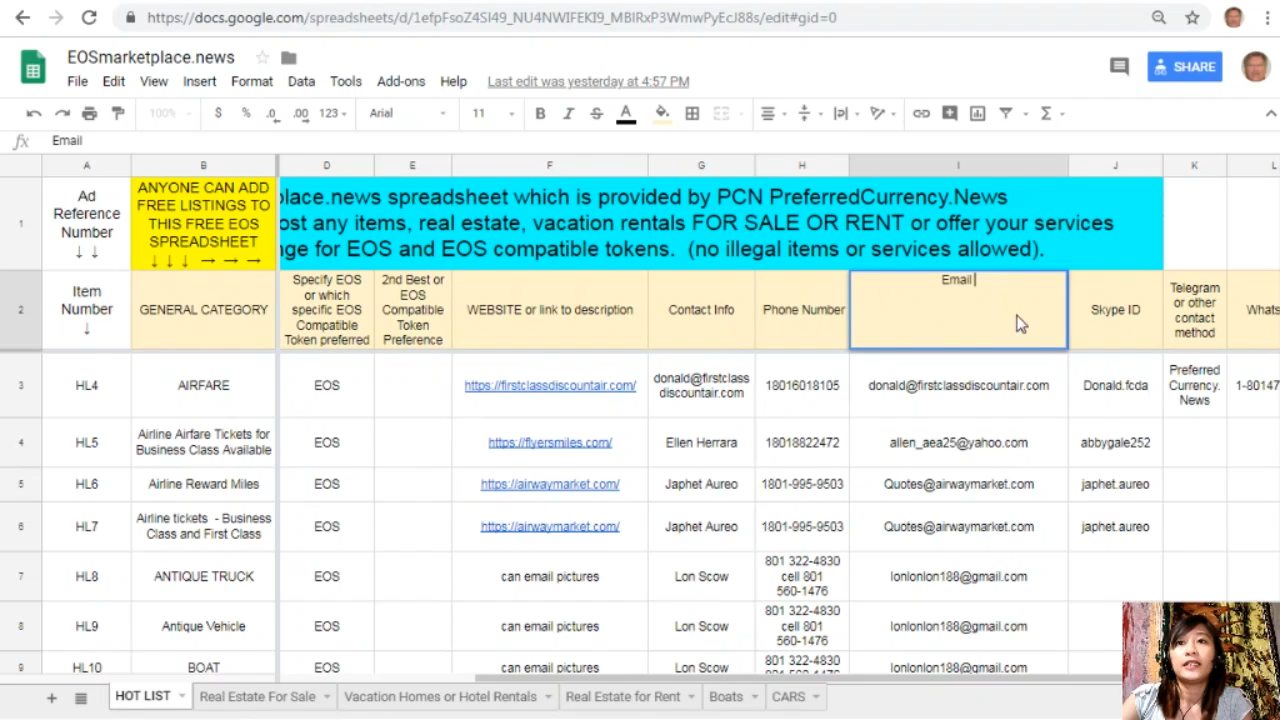 https://docs.google.com/spreadsheets/d/1efpFsoZ4SI49_NU4NWIFEKI9_MBlRxP3WmwPyEcJ88s/edit#gid=0
EOSmarketplace.news
File Edit View Insert Format Data Tools Add-ons Help Last edit was yesterday at 4:57 PM
SHARE
100% $ % .0 .00 123 Arial 11 B I S A Σ
fx Email
A B D E F G H I J K L
1
Ad
Reference
Number
↓ ↓
ANYONE CAN ADD
FREE LISTINGS TO
THIS FREE EOS
SPREADSHEET
↓ ↓ ↓ → → →
place.news spreadsheet which is provided by PCN PreferredCurrency.News
ost any items, real estate, vacation rentals FOR SALE OR RENT or offer your services
nge for EOS and EOS compatible tokens. (no illegal items or services allowed).
2
Item
Number
↓
GENERAL CATEGORY
Specify EOS
or which
specific EOS
Compatible
Token preferred
2nd Best or
EOS
Compatible
Token
Preference
WEBSITE or link to description
Contact Info
Phone Number
Email
Skype ID
Telegram
or other
contact
method
Whats
3 HL4 AIRFARE EOS https://firstclassdiscountair.com/
donald@firstclass
discountair.com
18016018105 donald@firstclassdiscountair.com Donald.fcda
Preferred
Currency.
News
1-80147
4 HL5
Airline Airfare Tickets for
Business Class Available
EOS https://flyersmiles.com/ Ellen Herrara 18018822472 allen_aea25@yahoo.com abbygale252
5 HL6 Airline Reward Miles EOS https://airwaymarket.com/ Japhet Aureo 1801-995-9503 Quotes@airwaymarket.com japhet.aureo
6 HL7
Airline tickets - Business
Class and First Class
EOS https://airwaymarket.com/ Japhet Aureo 1801-995-9503 Quotes@airwaymarket.com japhet.aureo
7 HL8 ANTIQUE TRUCK EOS can email pictures Lon Scow
801 322-4830
cell 801
560-1476
lonlonlon188@gmail.com
8 HL9 Antique Vehicle EOS can email pictures Lon Scow
801 322-4830
cell 801
560-1476
lonlonlon188@gmail.com
9 HL10 BOAT EOS can email pictures Lon Scow
801 322-4830
lonlonlon188@gmail.com
HOT LIST Real Estate For Sale Vacation Homes or Hotel Rentals Real Estate for Rent Boats CARS